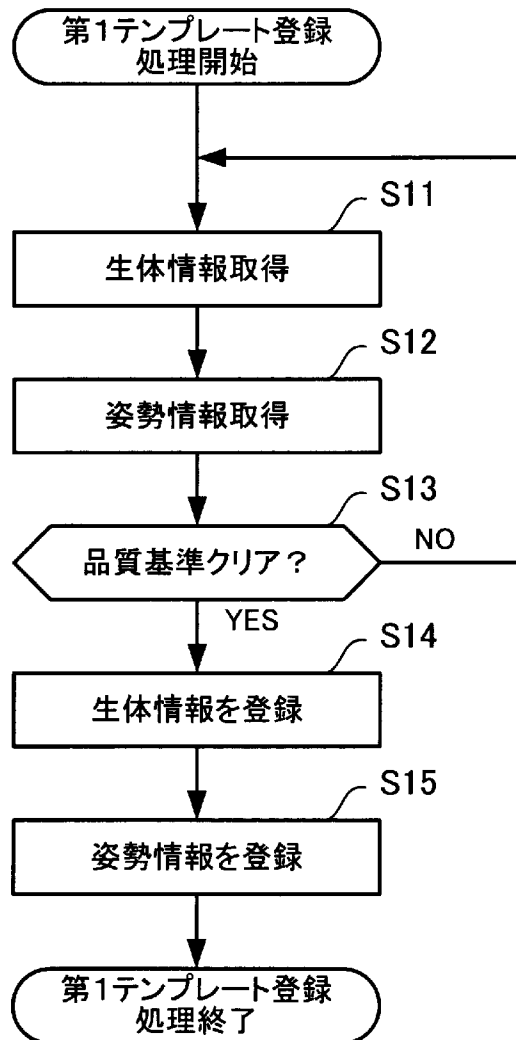 第1テンプレート登録
処理開始
S11
生体情報取得
S12
姿勢情報取得
S13
品質基準クリア？
NO
YES
S14
生体情報を登録
S15
姿勢情報を登録
第1テンプレート登録
処理終了